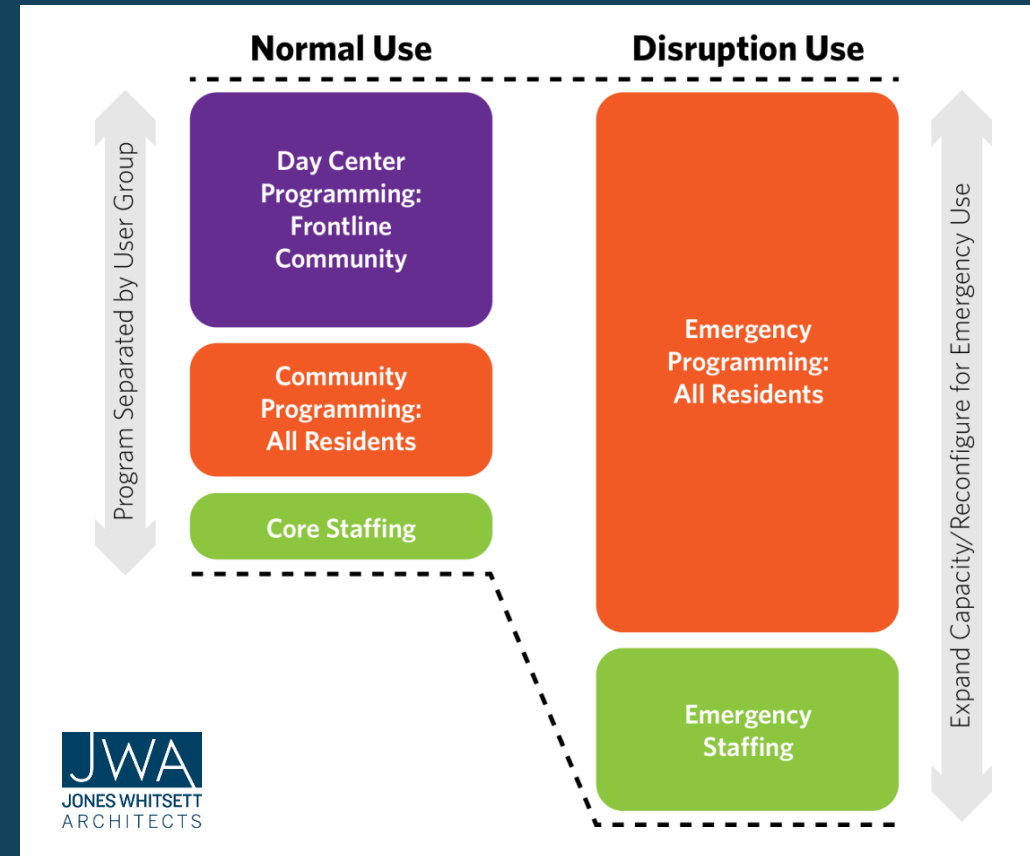 Normal Use
Disruption Use
Program Separated by User Group
Day Center
Programming:
Frontline
Community
Community
Programming:
All Residents
Core Staffing
Emergency
Programming:
All Residents
Emergency
Staffing
Expand Capacity/Reconfigure for Emergency Use
JWA
JONES WHITSETT
ARCHITECTS